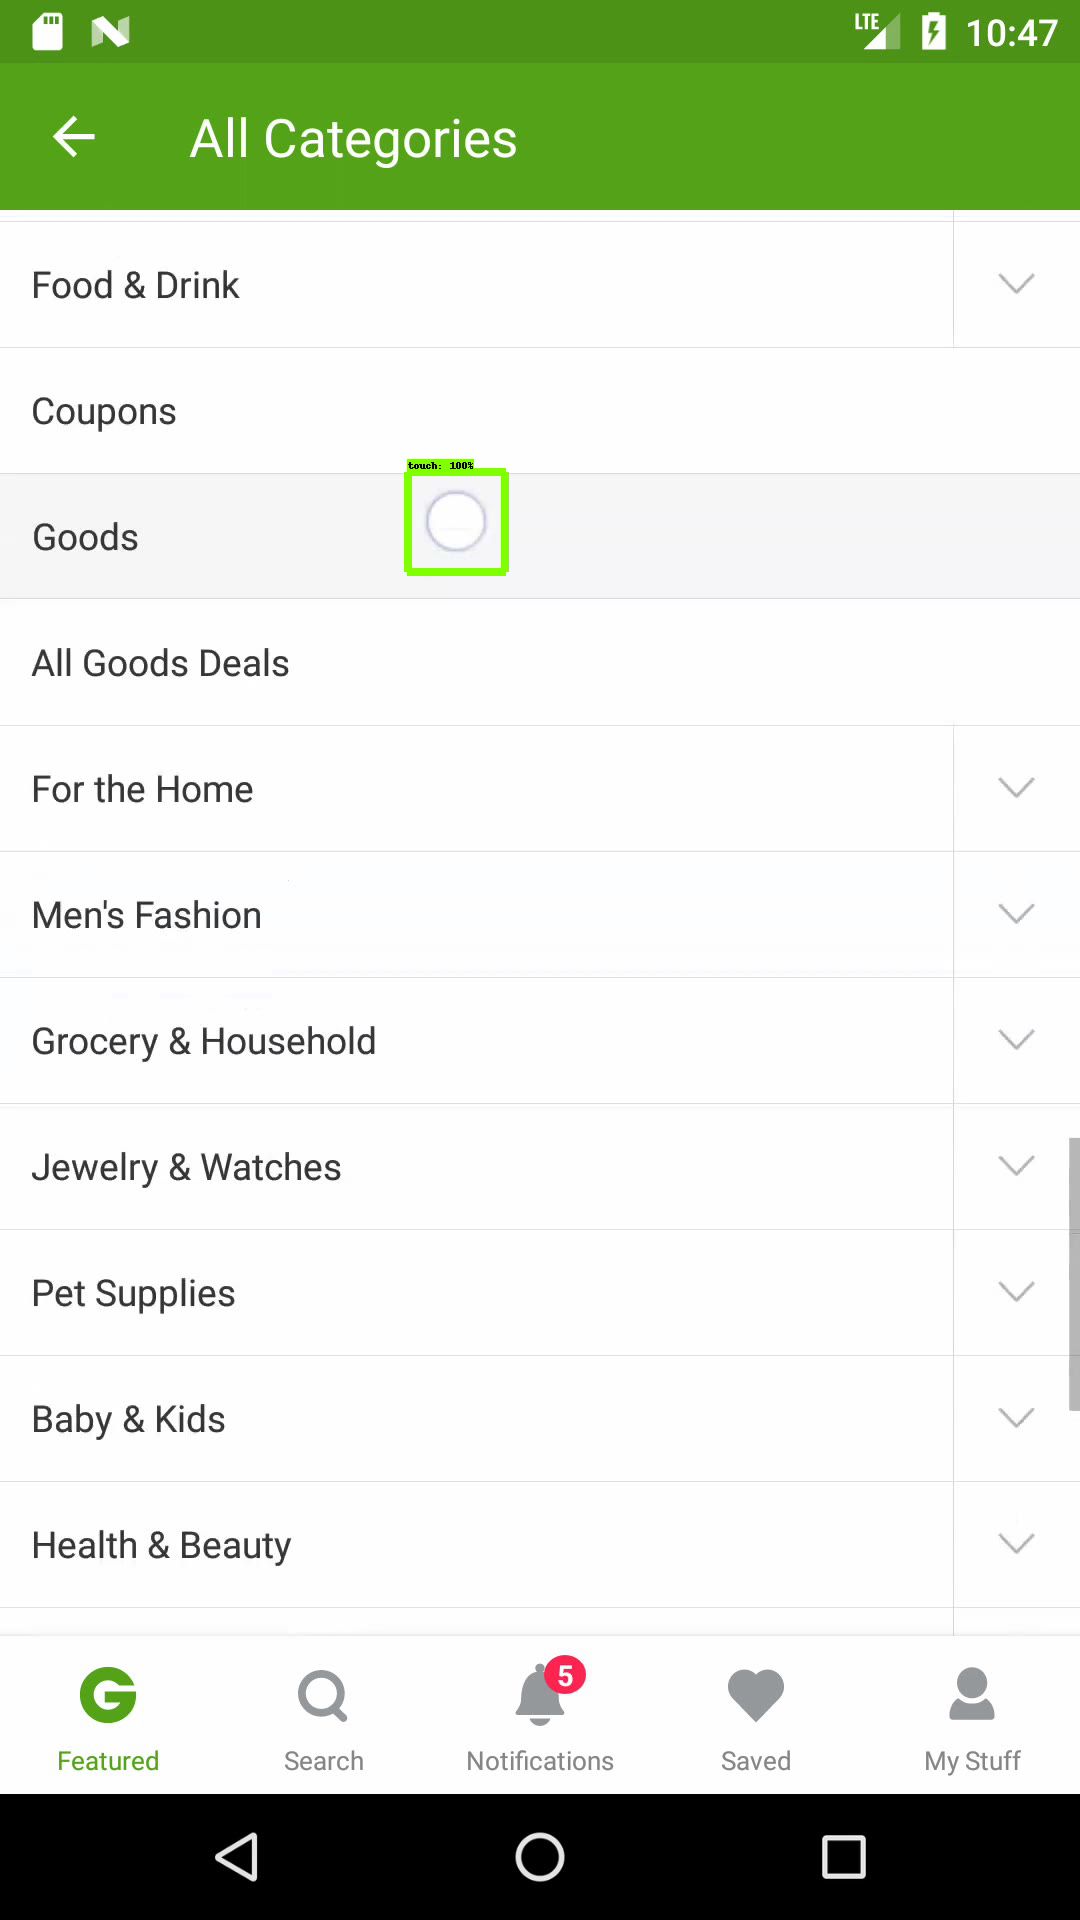 LTE 10:47
All Categories
Food & Drink
Coupons
touch: 100%
Goods
All Goods Deals
For the Home
Men's Fashion
Grocery & Household
Jewelry & Watches
Pet Supplies
Baby & Kids
Health & Beauty
5
Featured Search Notifications Saved My Stuff